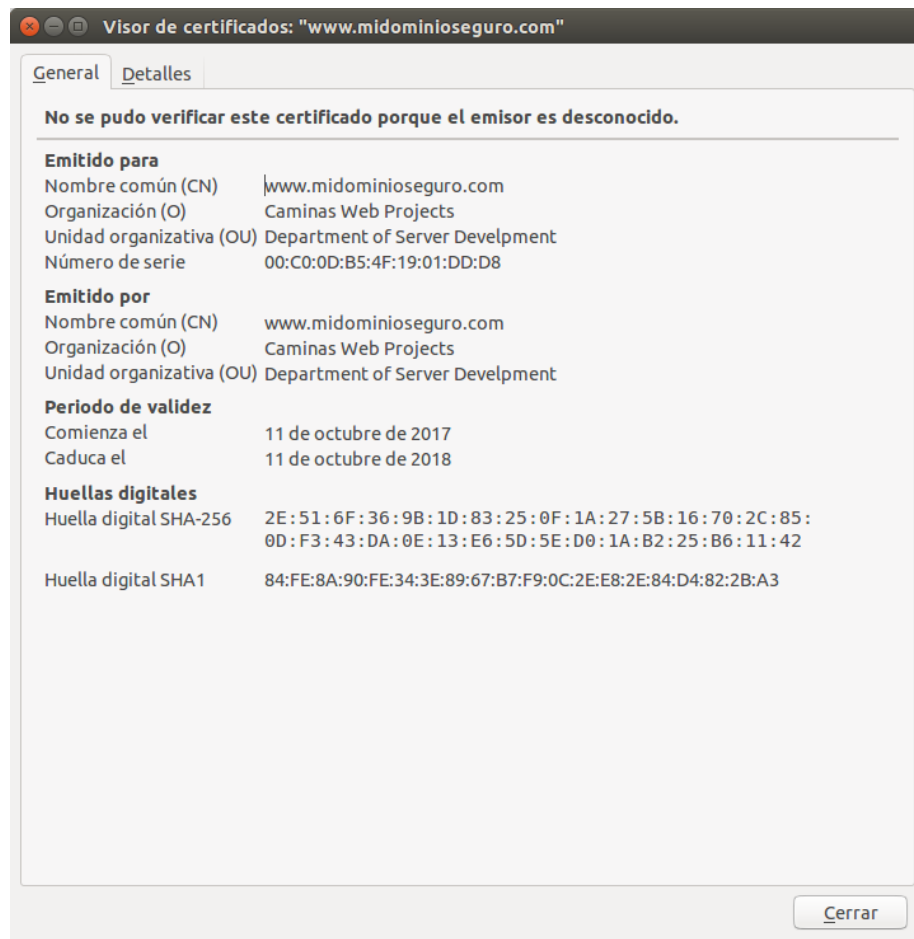 Visor de certificados: "www.midominioseguro.com"
General Detalles
No se pudo verificar este certificado porque el emisor es desconocido.
Emitido para
Nombre común (CN) www.midominioseguro.com
Organización (O) Caminas Web Projects
Unidad organizativa (OU) Department of Server Develpment
Número de serie 00:C0:0D:B5:4F:19:01:DD:D8
Emitido por
Nombre común (CN) www.midominioseguro.com
Organización (O) Caminas Web Projects
Unidad organizativa (OU) Department of Server Develpment
Periodo de validez
Comienza el 11 de octubre de 2017
Caduca el 11 de octubre de 2018
Huellas digitales
Huella digital SHA-256 2E:51:6F:36:9B:1D:83:25:0F:1A:27:5B:16:70:2C:85:
0D:F3:43:DA:0E:13:E6:5D:5E:D0:1A:B2:25:B6:11:42
Huella digital SHA1 84:FE:8A:90:FE:34:3E:89:67:B7:F9:0C:2E:E8:2E:84:D4:82:2B:A3
Cerrar